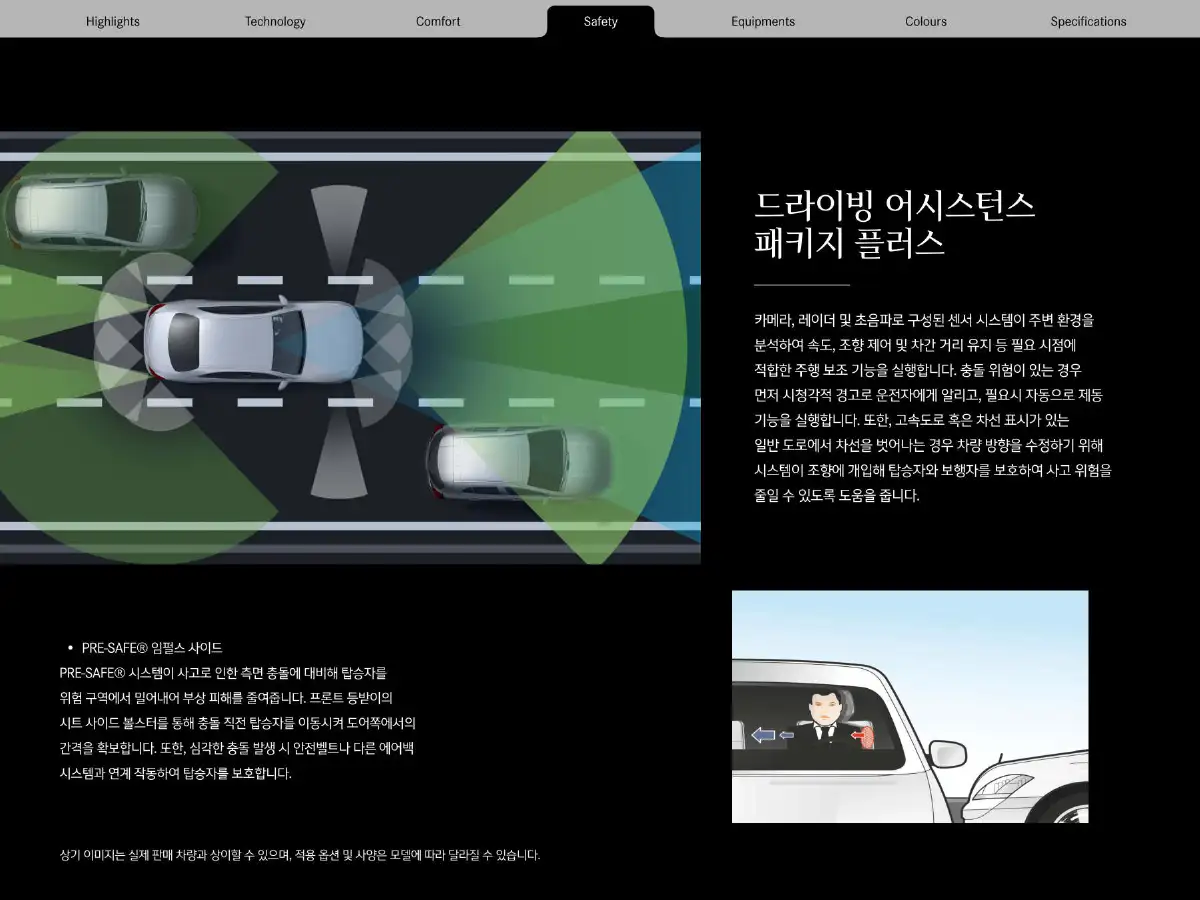 Highlights
Technology
Comfort
Safety
Equipments
Colours
Specifications
드라이빙 어시스턴스
패키지 플러스
카메라, 레이더 및 초음파로 구성된 센서 시스템이 주변 환경을
분석하여 속도, 조향 제어 및 차간 거리 유지 등 필요 시점에
적합한 주행 보조 기능을 실행합니다. 충돌 위험이 있는 경우
먼저 시청각적 경고로 운전자에게 알리고, 필요시 자동으로 제동
기능을 실행합니다. 또한, 고속도로 혹은 차선 표시가 있는
일반 도로에서 차선을 벗어나는 경우 차량 방향을 수정하기 위해
시스템이 조향에 개입해 탑승자와 보행자를 보호하여 사고 위험을
줄일 수 있도록 도움을 줍니다.
• PRE-SAFE® 임펄스 사이드
PRE-SAFE® 시스템이 사고로 인한 측면 충돌에 대비해 탑승자를
위험 구역에서 밀어내어 부상 피해를 줄여줍니다. 프론트 등받이의
시트 사이드 볼스터를 통해 충돌 직전 탑승자를 이동시켜 도어쪽에서의
간격을 확보합니다. 또한, 심각한 충돌 발생 시 안전벨트나 다른 에어백
시스템과 연계 작동하여 탑승자를 보호합니다.
상기 이미지는 실제 판매 차량과 상이할 수 있으며, 적용 옵션 및 사양은 모델에 따라 달라질 수 있습니다.